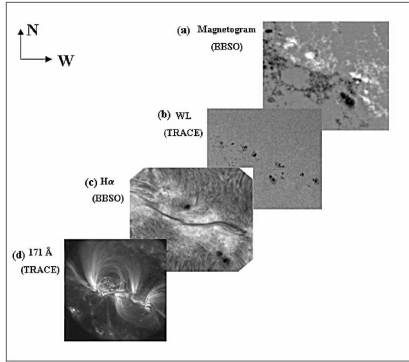 N
W
(a) Magnetogram
(BBSO)
(b) WL
(TRACE)
(c) Hα
(BBSO)
(d) 171 Å
(TRACE)